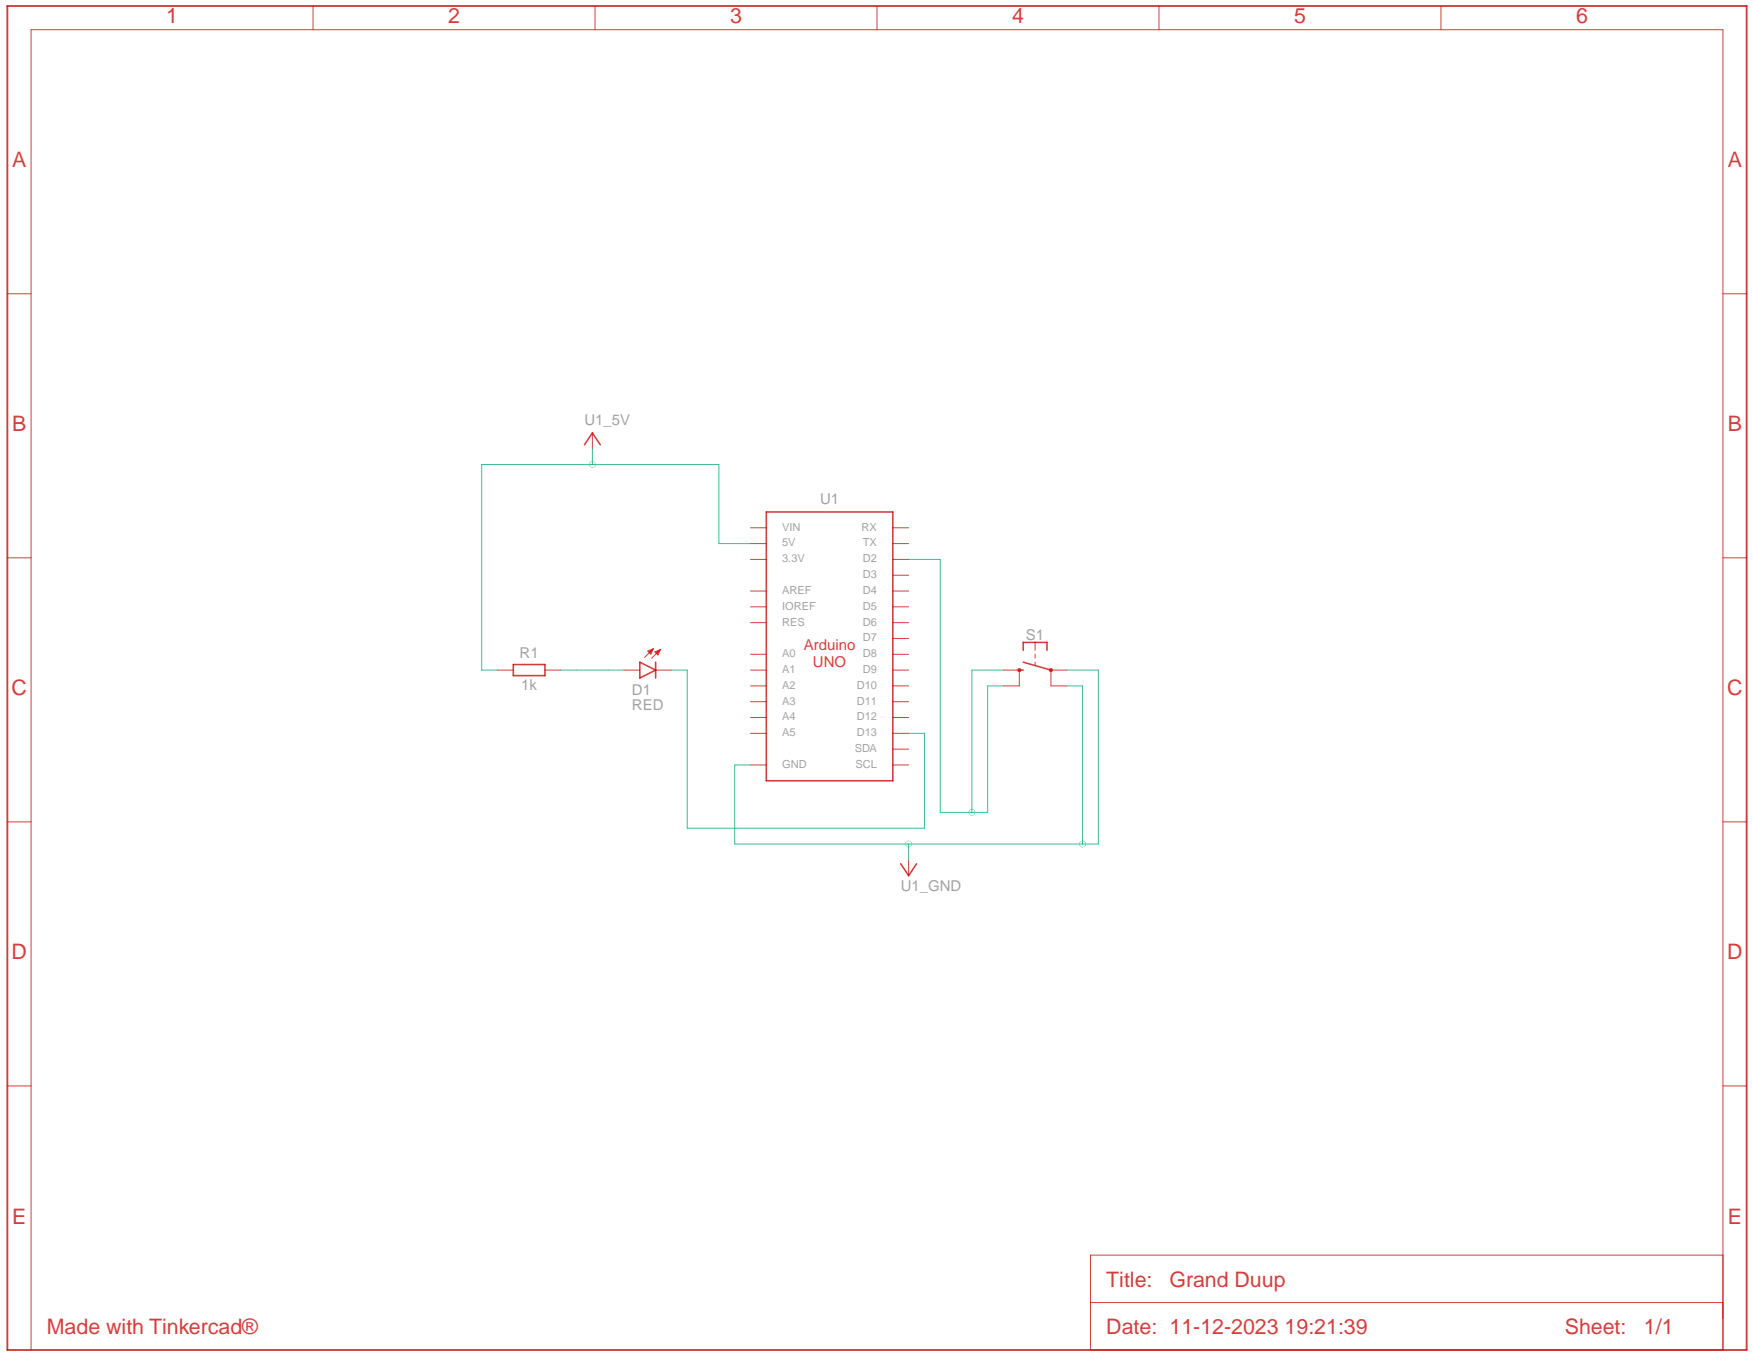 1 2 3 4 5 6
A A
B B
C C
D D
E E
U1_5V
U1
VIN RX
5V TX
3.3V D2
D3
AREF D4
IOREF D5
RES D6
D7
Arduino
UNO
A0 D8
A1 D9
A2 D10
A3 D11
A4 D12
A5 D13
SDA
GND SCL
R1
1k
D1
RED
S1
U1_GND
Title: Grand Duup
Date: 11-12-2023 19:21:39 Sheet: 1/1
Made with Tinkercad®